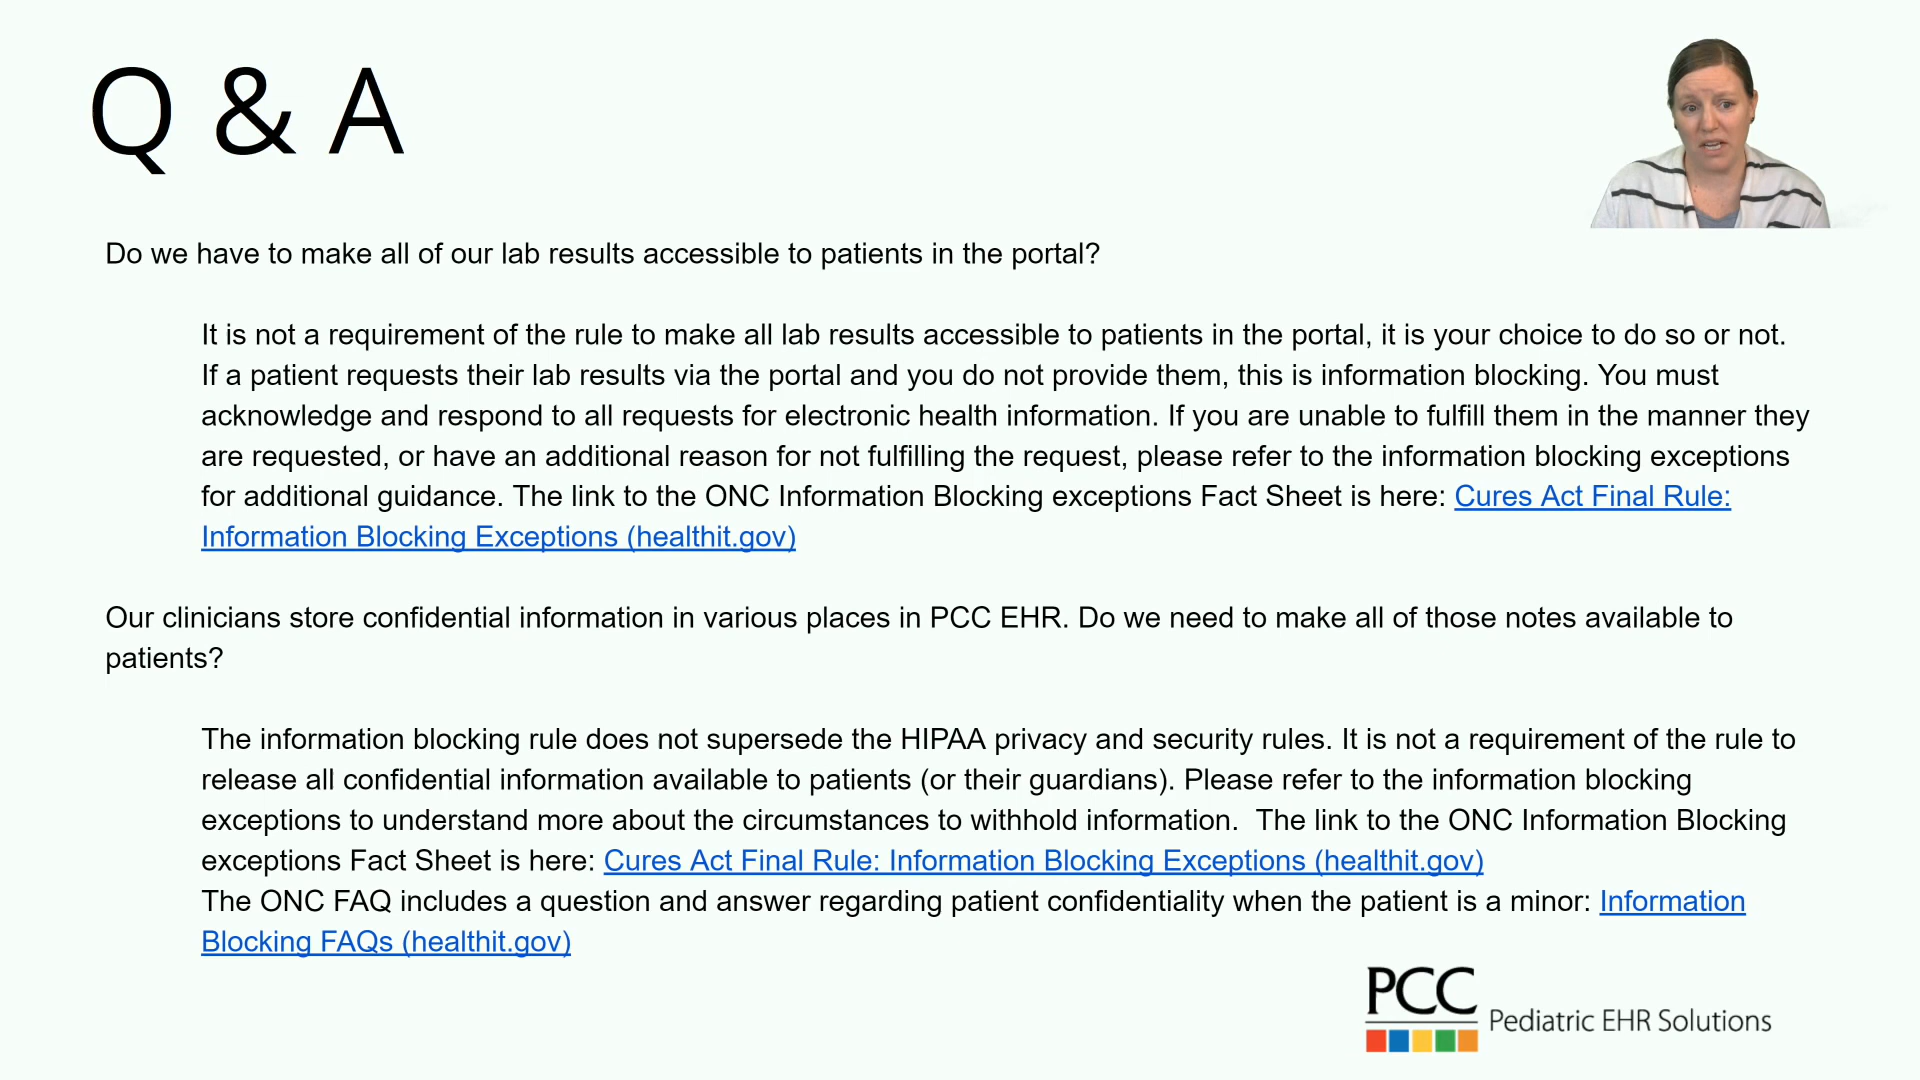 Q & A
Do we have to make all of our lab results accessible to patients in the portal?
It is not a requirement of the rule to make all lab results accessible to patients in the portal, it is your choice to do so or not.
If a patient requests their lab results via the portal and you do not provide them, this is information blocking. You must
acknowledge and respond to all requests for electronic health information. If you are unable to fulfill them in the manner they
are requested, or have an additional reason for not fulfilling the request, please refer to the information blocking exceptions
for additional guidance. The link to the ONC Information Blocking exceptions Fact Sheet is here: Cures Act Final Rule:
Information Blocking Exceptions (healthit.gov)
Our clinicians store confidential information in various places in PCC EHR. Do we need to make all of those notes available to
patients?
The information blocking rule does not supersede the HIPAA privacy and security rules. It is not a requirement of the rule to
release all confidential information available to patients (or their guardians). Please refer to the information blocking
exceptions to understand more about the circumstances to withhold information.  The link to the ONC Information Blocking
exceptions Fact Sheet is here: Cures Act Final Rule: Information Blocking Exceptions (healthit.gov)
The ONC FAQ includes a question and answer regarding patient confidentiality when the patient is a minor: Information
Blocking FAQs (healthit.gov)
PCC
Pediatric EHR Solutions